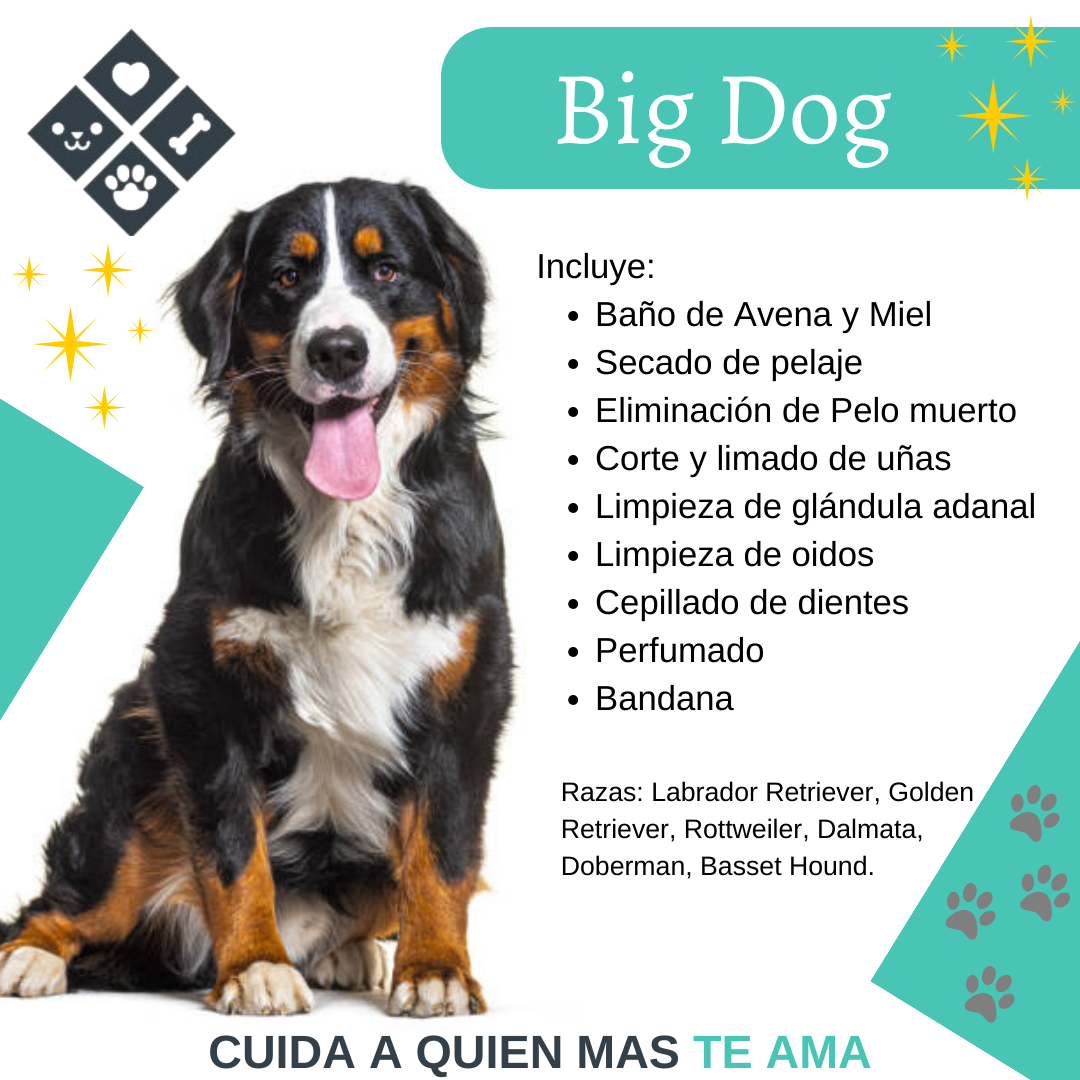 Big Dog
Incluye:
Baño de Avena y Miel
Secado de pelaje
Eliminación de Pelo muerto
Corte y limado de uñas
Limpieza de glándula adanal
Limpieza de oidos
Cepillado de dientes
Perfumado
Bandana
Razas: Labrador Retriever, Golden
Retriever, Rottweiler, Dalmata,
Doberman, Basset Hound.
CUIDA A QUIEN MAS TE AMA